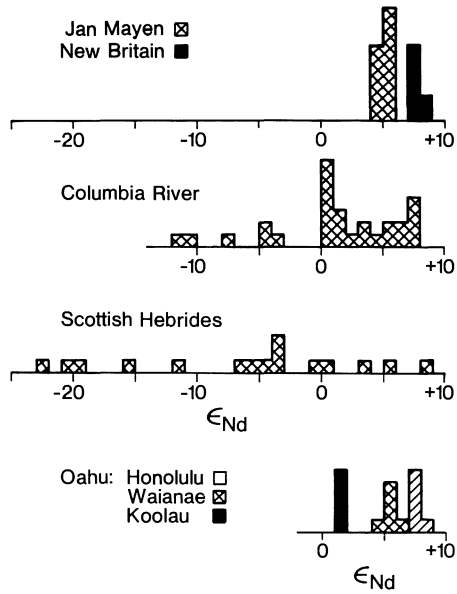 Jan Mayen
New Britain
-20 -10 0 +10
Columbia River
-10 0 +10
Scottish Hebrides
-20 -10 0 +10
ϵNd
Oahu: Honolulu
Waianae
Koolau
0 +10
ϵNd